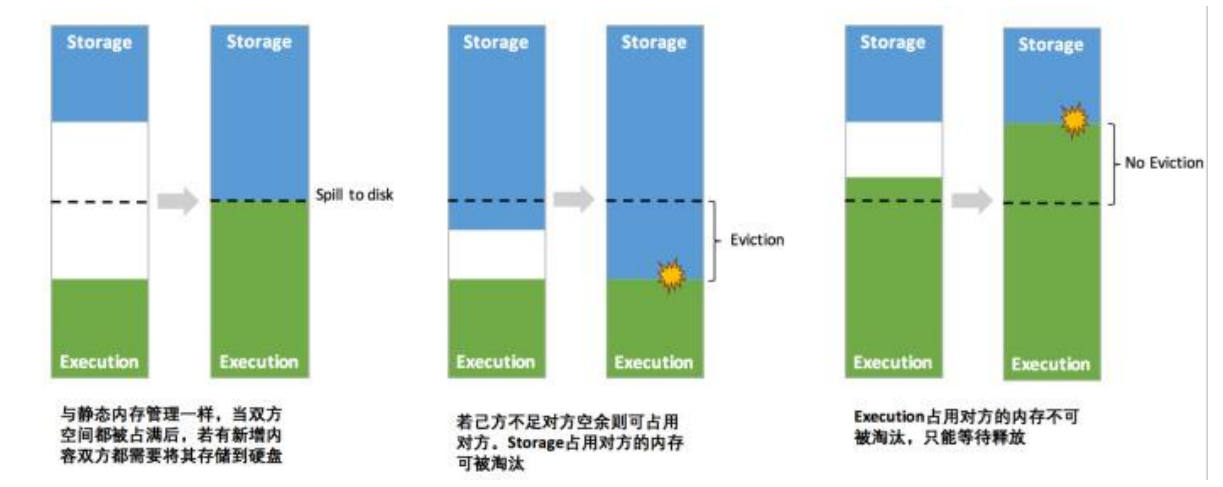 Storage
Storage
Spill to disk
Execution
Execution
与静态内存管理一样，当双方
空间都被占满后，若有新增内
容双方都需要将其存储到硬盘
Storage
Storage
Eviction
Execution
Execution
若己方不足对方空余则可占用
对方。Storage占用对方的内存
可被淘汰
Storage
Storage
No Eviction
Execution
Execution
Execution占用对方的内存不可
被淘汰，只能等待释放